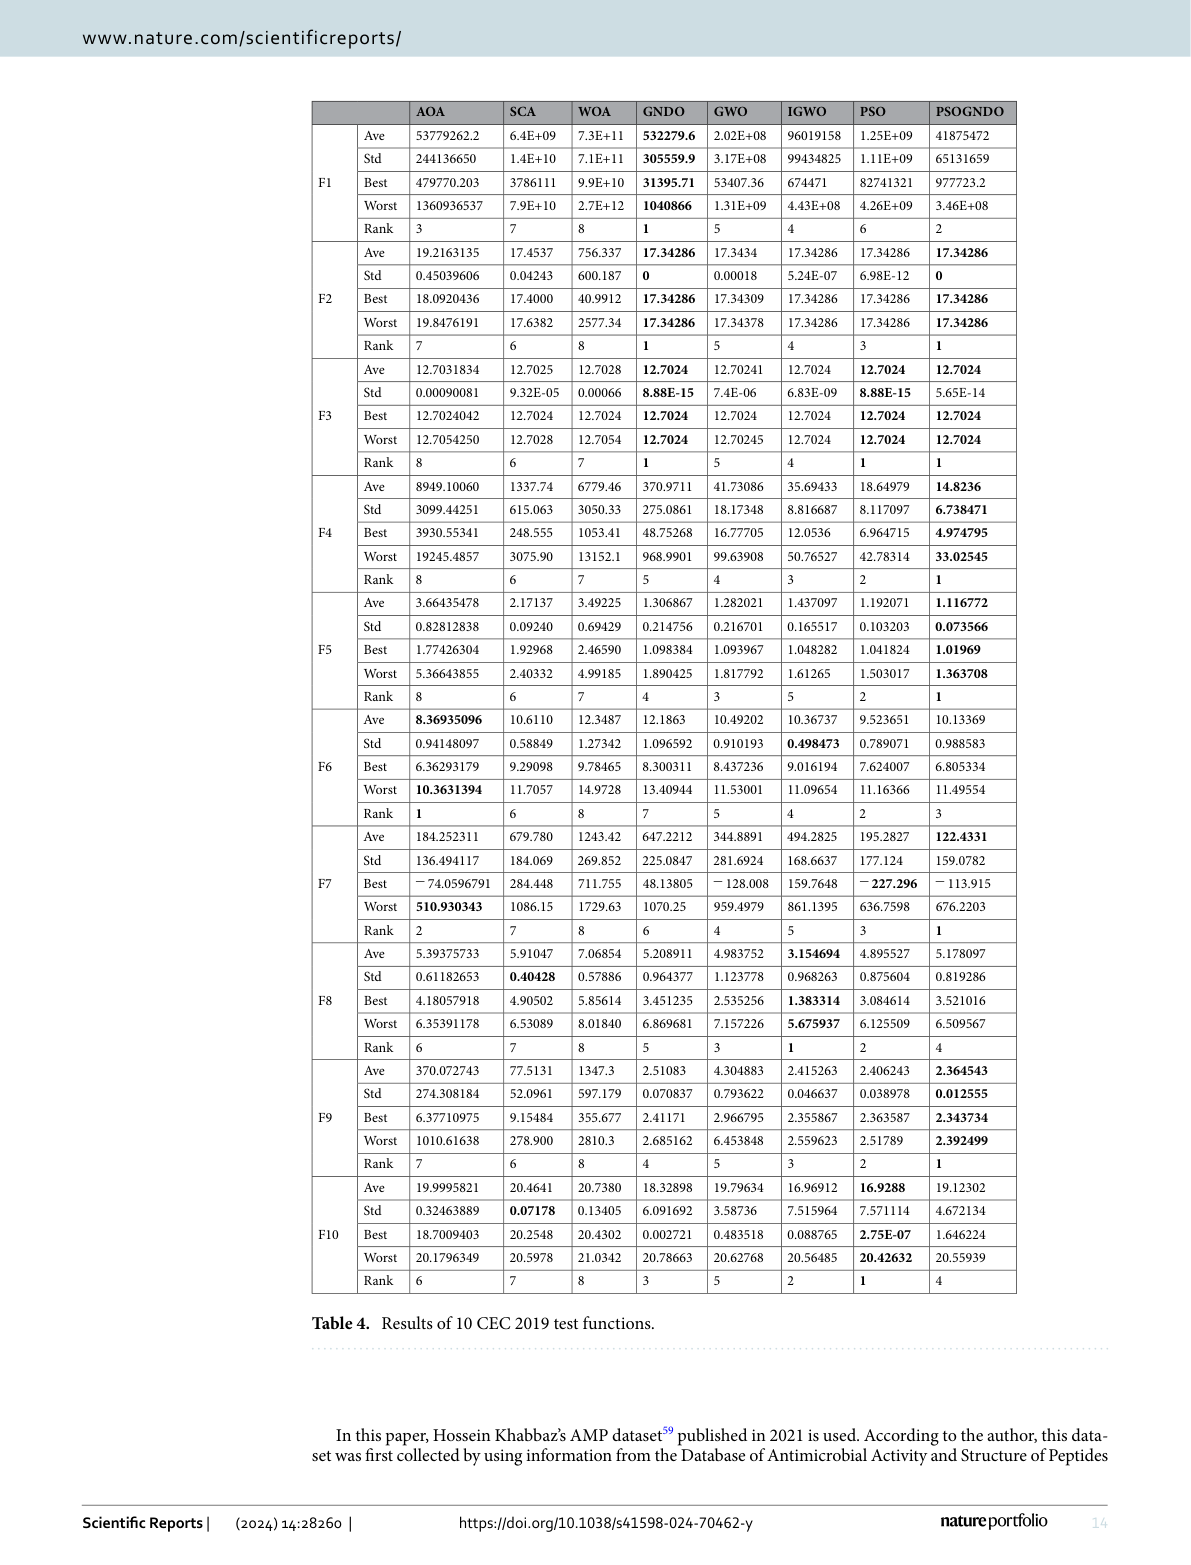 www.nature.com/scientificreports/
AOA SCA WOA GNDO GWO IGWO PSO PSOGNDO
F1
Ave 53779262.2 6.4E+09 7.3E+11 532279.6 2.02E+08 96019158 1.25E+09 41875472
Std 244136650 1.4E+10 7.1E+11 305559.9 3.17E+08 99434825 1.11E+09 65131659
Best 479770.203 3786111 9.9E+10 31395.71 53407.36 674471 82741321 977723.2
Worst 1360936537 7.9E+10 2.7E+12 1040866 1.31E+09 4.43E+08 4.26E+09 3.46E+08
Rank 3 7 8 1 5 4 6 2
F2
Ave 19.2163135 17.4537 756.337 17.34286 17.3434 17.34286 17.34286 17.34286
Std 0.45039606 0.04243 600.187 0 0.00018 5.24E-07 6.98E-12 0
Best 18.0920436 17.4000 40.9912 17.34286 17.34309 17.34286 17.34286 17.34286
Worst 19.8476191 17.6382 2577.34 17.34286 17.34378 17.34286 17.34286 17.34286
Rank 7 6 8 1 5 4 3 1
F3
Ave 12.7031834 12.7025 12.7028 12.7024 12.70241 12.7024 12.7024 12.7024
Std 0.00090081 9.32E-05 0.00066 8.88E-15 7.4E-06 6.83E-09 8.88E-15 5.65E-14
Best 12.7024042 12.7024 12.7024 12.7024 12.7024 12.7024 12.7024 12.7024
Worst 12.7054250 12.7028 12.7054 12.7024 12.70245 12.7024 12.7024 12.7024
Rank 8 6 7 1 5 4 1 1
F4
Ave 8949.10060 1337.74 6779.46 370.9711 41.73086 35.69433 18.64979 14.8236
Std 3099.44251 615.063 3050.33 275.0861 18.17348 8.816687 8.117097 6.738471
Best 3930.55341 248.555 1053.41 48.75268 16.77705 12.0536 6.964715 4.974795
Worst 19245.4857 3075.90 13152.1 968.9901 99.63908 50.76527 42.78314 33.02545
Rank 8 6 7 5 4 3 2 1
F5
Ave 3.66435478 2.17137 3.49225 1.306867 1.282021 1.437097 1.192071 1.116772
Std 0.82812838 0.09240 0.69429 0.214756 0.216701 0.165517 0.103203 0.073566
Best 1.77426304 1.92968 2.46590 1.098384 1.093967 1.048282 1.041824 1.01969
Worst 5.36643855 2.40332 4.99185 1.890425 1.817792 1.61265 1.503017 1.363708
Rank 8 6 7 4 3 5 2 1
F6
Ave 8.36935096 10.6110 12.3487 12.1863 10.49202 10.36737 9.523651 10.13369
Std 0.94148097 0.58849 1.27342 1.096592 0.910193 0.498473 0.789071 0.988583
Best 6.36293179 9.29098 9.78465 8.300311 8.437236 9.016194 7.624007 6.805334
Worst 10.3631394 11.7057 14.9728 13.40944 11.53001 11.09654 11.16366 11.49554
Rank 1 6 8 7 5 4 2 3
F7
Ave 184.252311 679.780 1243.42 647.2212 344.8891 494.2825 195.2827 122.4331
Std 136.494117 184.069 269.852 225.0847 281.6924 168.6637 177.124 159.0782
Best − 74.0596791 284.448 711.755 48.13805 − 128.008 159.7648 − 227.296 − 113.915
Worst 510.930343 1086.15 1729.63 1070.25 959.4979 861.1395 636.7598 676.2203
Rank 2 7 8 6 4 5 3 1
F8
Ave 5.39375733 5.91047 7.06854 5.208911 4.983752 3.154694 4.895527 5.178097
Std 0.61182653 0.40428 0.57886 0.964377 1.123778 0.968263 0.875604 0.819286
Best 4.18057918 4.90502 5.85614 3.451235 2.535256 1.383314 3.084614 3.521016
Worst 6.35391178 6.53089 8.01840 6.869681 7.157226 5.675937 6.125509 6.509567
Rank 6 7 8 5 3 1 2 4
F9
Ave 370.072743 77.5131 1347.3 2.51083 4.304883 2.415263 2.406243 2.364543
Std 274.308184 52.0961 597.179 0.070837 0.793622 0.046637 0.038978 0.012555
Best 6.37710975 9.15484 355.677 2.41171 2.966795 2.355867 2.363587 2.343734
Worst 1010.61638 278.900 2810.3 2.685162 6.453848 2.559623 2.51789 2.392499
Rank 7 6 8 4 5 3 2 1
F10
Ave 19.9995821 20.4641 20.7380 18.32898 19.79634 16.96912 16.9288 19.12302
Std 0.32463889 0.07178 0.13405 6.091692 3.58736 7.515964 7.571114 4.672134
Best 18.7009403 20.2548 20.4302 0.002721 0.483518 0.088765 2.75E-07 1.646224
Worst 20.1796349 20.5978 21.0342 20.78663 20.62768 20.56485 20.42632 20.55939
Rank 6 7 8 3 5 2 1 4
Table 4. Results of 10 CEC 2019 test functions.
In this paper, Hossein Khabbaz's AMP dataset59 published in 2021 is used. According to the author, this data-
set was first collected by using information from the Database of Antimicrobial Activity and Structure of Peptides
Scientific Reports | (2024) 14:28260 | https://doi.org/10.1038/s41598-024-70462-y natureportfolio 14